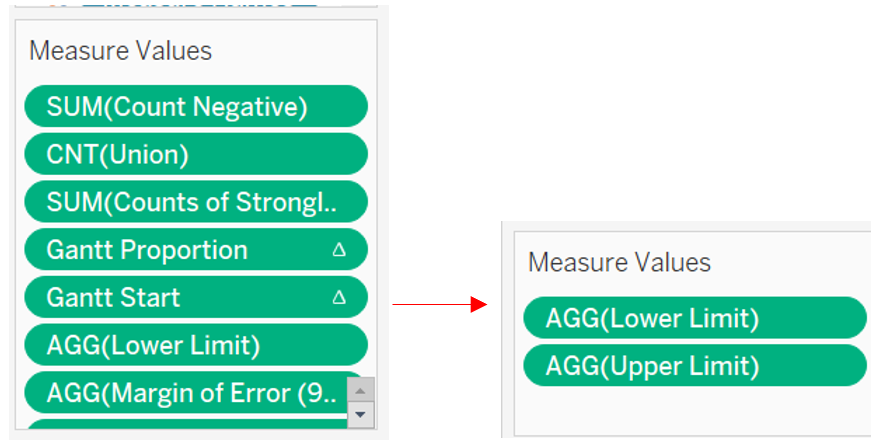 Measure Values
SUM(Count Negative)
CNT(Union)
SUM(Counts of Strongl..
Gantt Proportion Δ
Gantt Start Δ
AGG(Lower Limit)
AGG(Margin of Error (9..
Measure Values
AGG(Lower Limit)
AGG(Upper Limit)